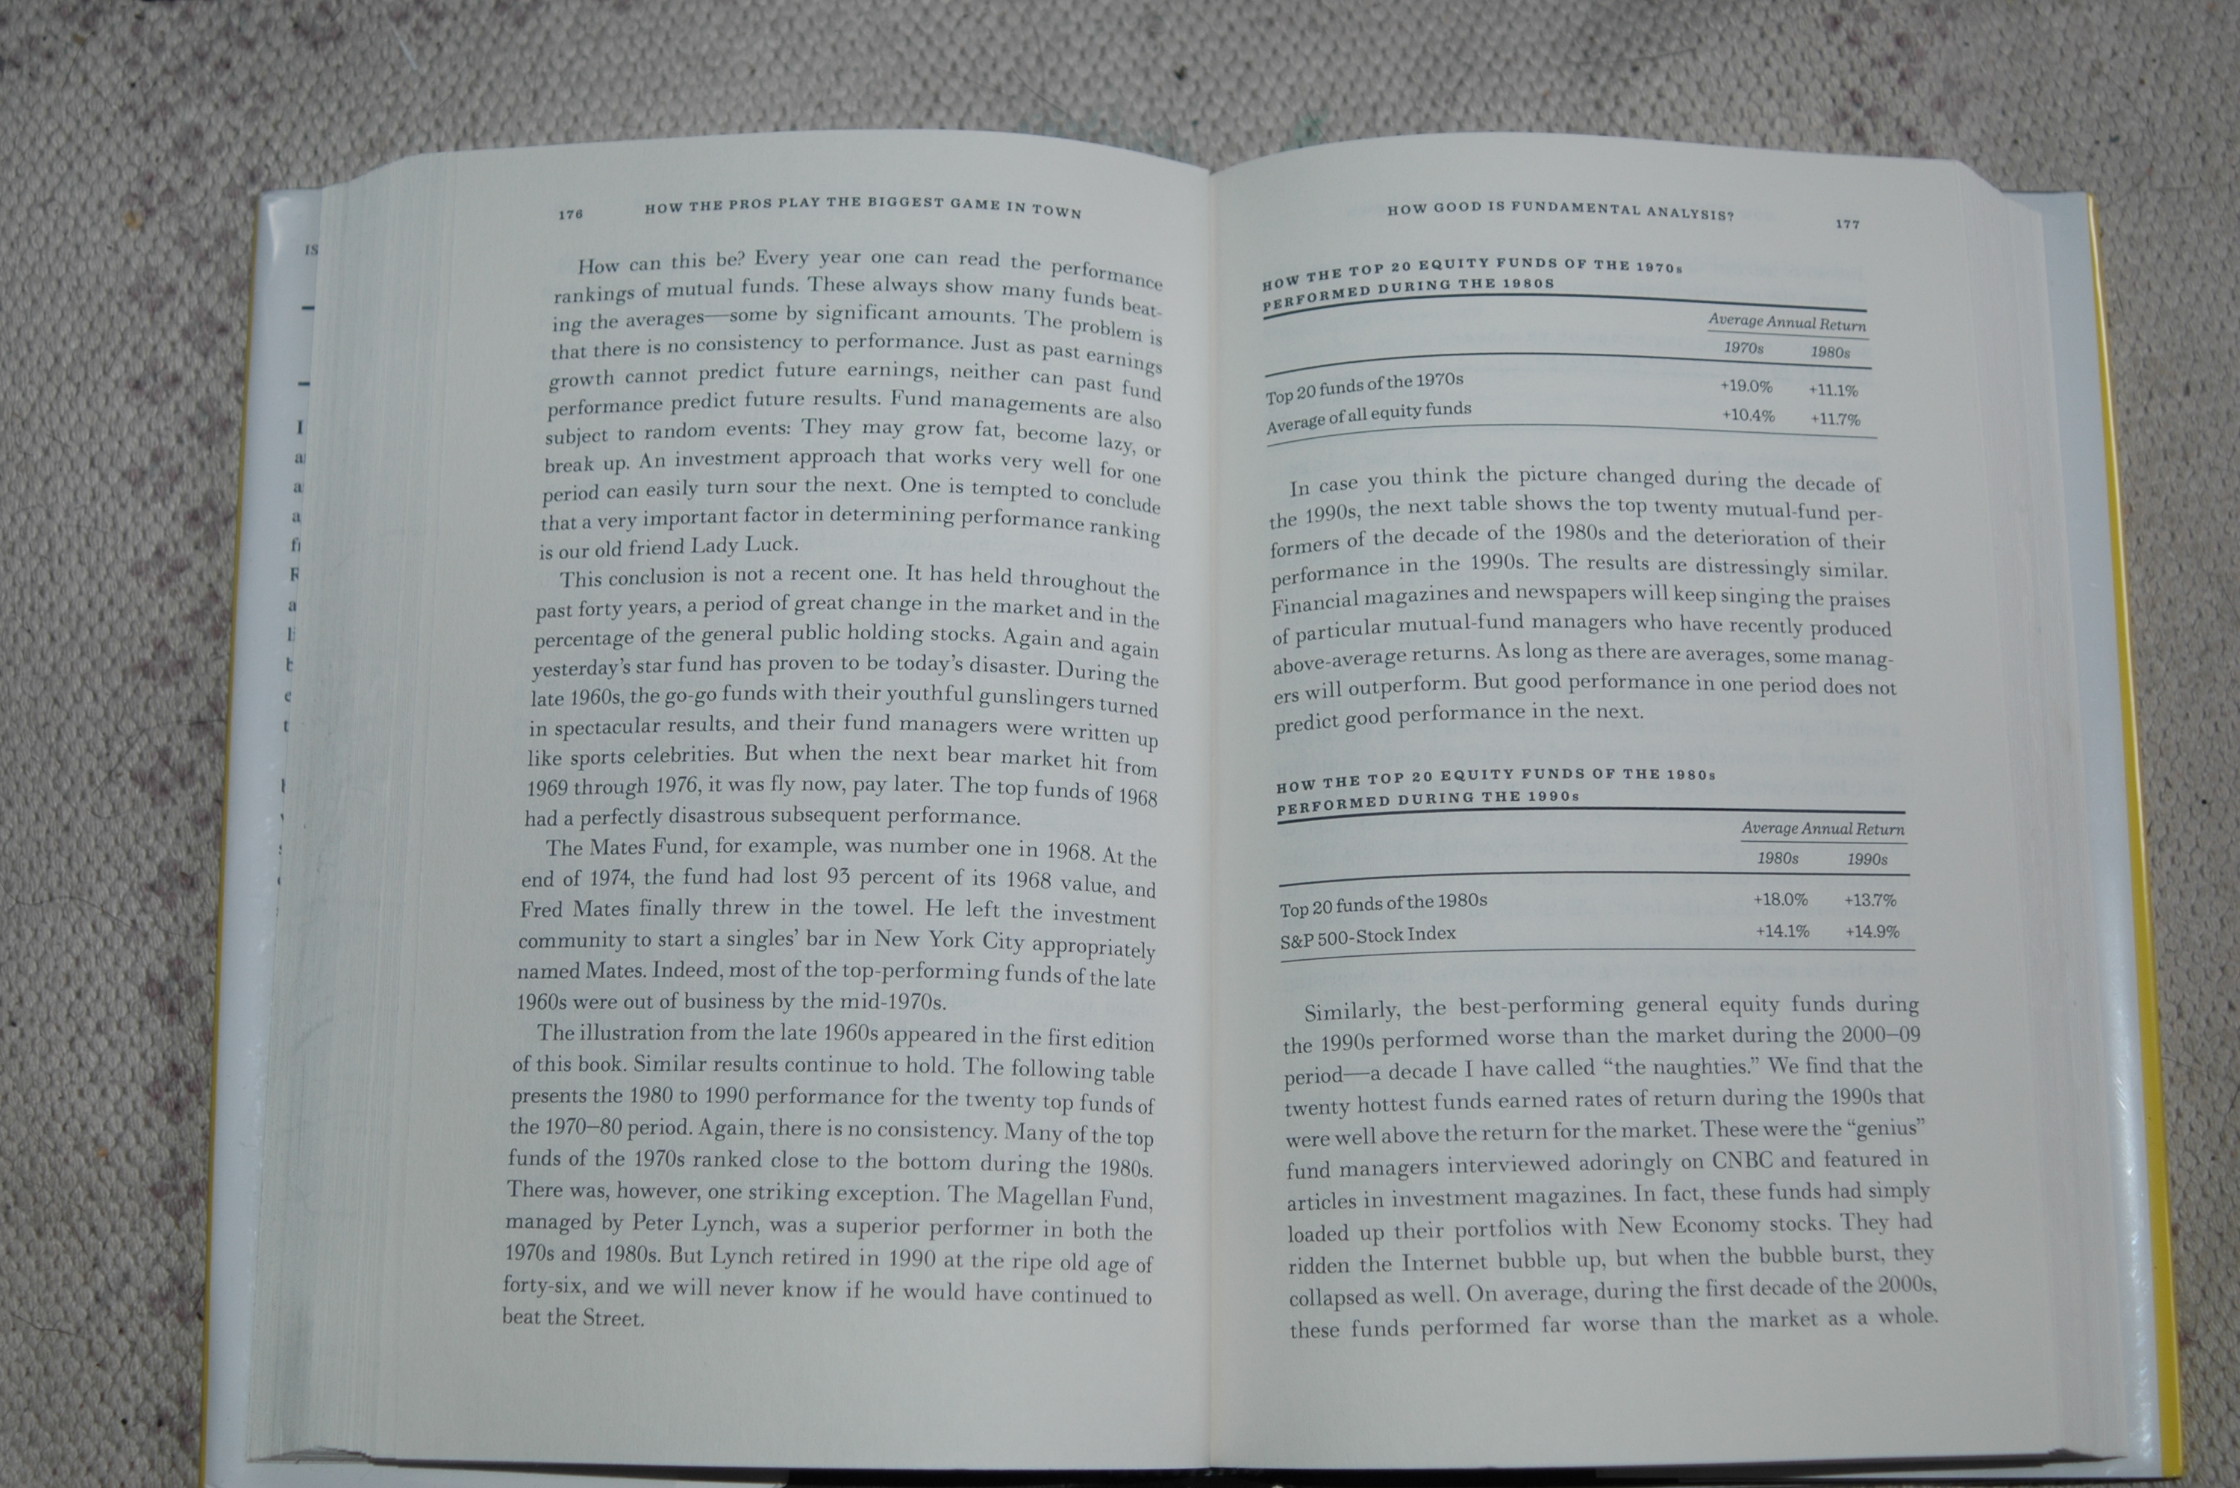 176
HOW THE PROS PLAY THE BIGGEST GAME IN TOWN
How can this be? Every year one can read the performance
rankings of mutual funds. These always show many funds beat-
ing the averages—some by significant amounts. The problem is
that there is no consistency to performance. Just as past earnings
growth cannot predict future earnings, neither can past fund
performance predict future results. Fund managements are also
subject to random events: They may grow fat, become lazy, or
break up. An investment approach that works very well for one
period can easily turn sour the next. One is tempted to conclude
that a very important factor in determining performance ranking
is our old friend Lady Luck.
This conclusion is not a recent one. It has held throughout the
past forty years, a period of great change in the market and in the
percentage of the general public holding stocks. Again and again
yesterday's star fund has proven to be today's disaster. During the
late 1960s, the go-go funds with their youthful gunslingers turned
in spectacular results, and their fund managers were written up
like sports celebrities. But when the next bear market hit from
1969 through 1976, it was fly now, pay later. The top funds of 1968
had a perfectly disastrous subsequent performance.
The Mates Fund, for example, was number one in 1968. At the
end of 1974, the fund had lost 93 percent of its 1968 value, and
Fred Mates finally threw in the towel. He left the investment
community to start a singles' bar in New York City appropriately
named Mates. Indeed, most of the top-performing funds of the late
1960s were out of business by the mid-1970s.
The illustration from the late 1960s appeared in the first edition
of this book. Similar results continue to hold. The following table
presents the 1980 to 1990 performance for the twenty top funds of
the 1970–80 period. Again, there is no consistency. Many of the top
funds of the 1970s ranked close to the bottom during the 1980s.
There was, however, one striking exception. The Magellan Fund,
managed by Peter Lynch, was a superior performer in both the
1970s and 1980s. But Lynch retired in 1990 at the ripe old age of
forty-six, and we will never know if he would have continued to
beat the Street.
HOW GOOD IS FUNDAMENTAL ANALYSIS?
177
HOW THE TOP 20 EQUITY FUNDS OF THE 1970s
PERFORMED DURING THE 1980S
Average Annual Return
1970s 1980s
Top 20 funds of the 1970s +19.0% +11.1%
Average of all equity funds +10.4% +11.7%
In case you think the picture changed during the decade of
the 1990s, the next table shows the top twenty mutual-fund per-
formers of the decade of the 1980s and the deterioration of their
performance in the 1990s. The results are distressingly similar.
Financial magazines and newspapers will keep singing the praises
of particular mutual-fund managers who have recently produced
above-average returns. As long as there are averages, some manag-
ers will outperform. But good performance in one period does not
predict good performance in the next.
HOW THE TOP 20 EQUITY FUNDS OF THE 1980s
PERFORMED DURING THE 1990s
Average Annual Return
1980s 1990s
Top 20 funds of the 1980s +18.0% +13.7%
S&P 500-Stock Index +14.1% +14.9%
Similarly, the best-performing general equity funds during
the 1990s performed worse than the market during the 2000–09
period—a decade I have called “the naughties.” We find that the
twenty hottest funds earned rates of return during the 1990s that
were well above the return for the market. These were the “genius”
fund managers interviewed adoringly on CNBC and featured in
articles in investment magazines. In fact, these funds had simply
loaded up their portfolios with New Economy stocks. They had
ridden the Internet bubble up, but when the bubble burst, they
collapsed as well. On average, during the first decade of the 2000s,
these funds performed far worse than the market as a whole.